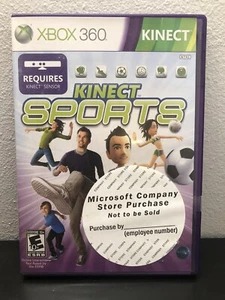 XBOX 360
KINECT
REQUIRES
KINECT SENSOR
KINECT
SPORTS
Microsoft Company
Store Purchase
Not to be Sold
Purchase by
(employee number)
E